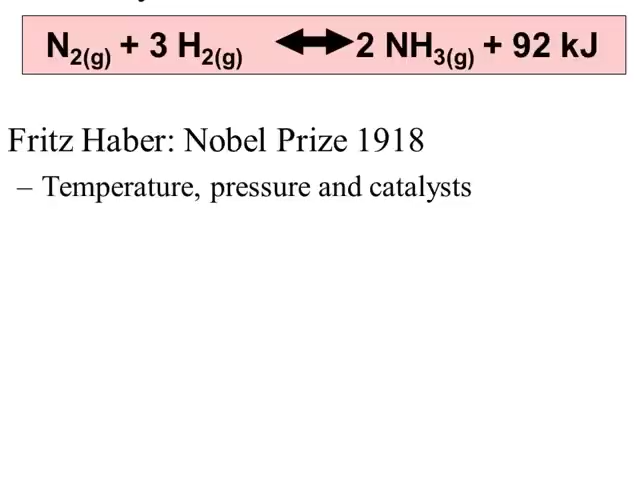 N2(g) + 3 H2(g) ⟷ 2 NH3(g) + 92 kJ
Fritz Haber: Nobel Prize 1918
– Temperature, pressure and catalysts